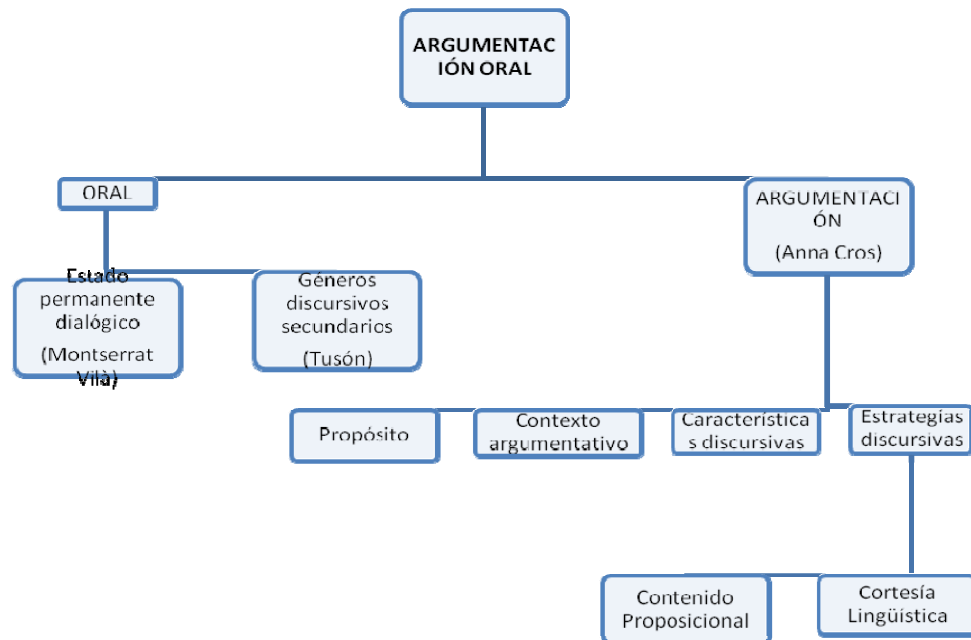 ARGUMENTAC
IÓN ORAL
ORAL
ARGUMENTACI
ÓN
(Anna Cros)
Estado
permanente
dialógico
(Montserrat
Vilà)
Géneros
discursivos
secundarios
(Tusón)
Propósito
Contexto
argumentativo
Característica
s discursivas
Estrategias
discursivas
Contenido
Proposicional
Cortesía
Lingüística